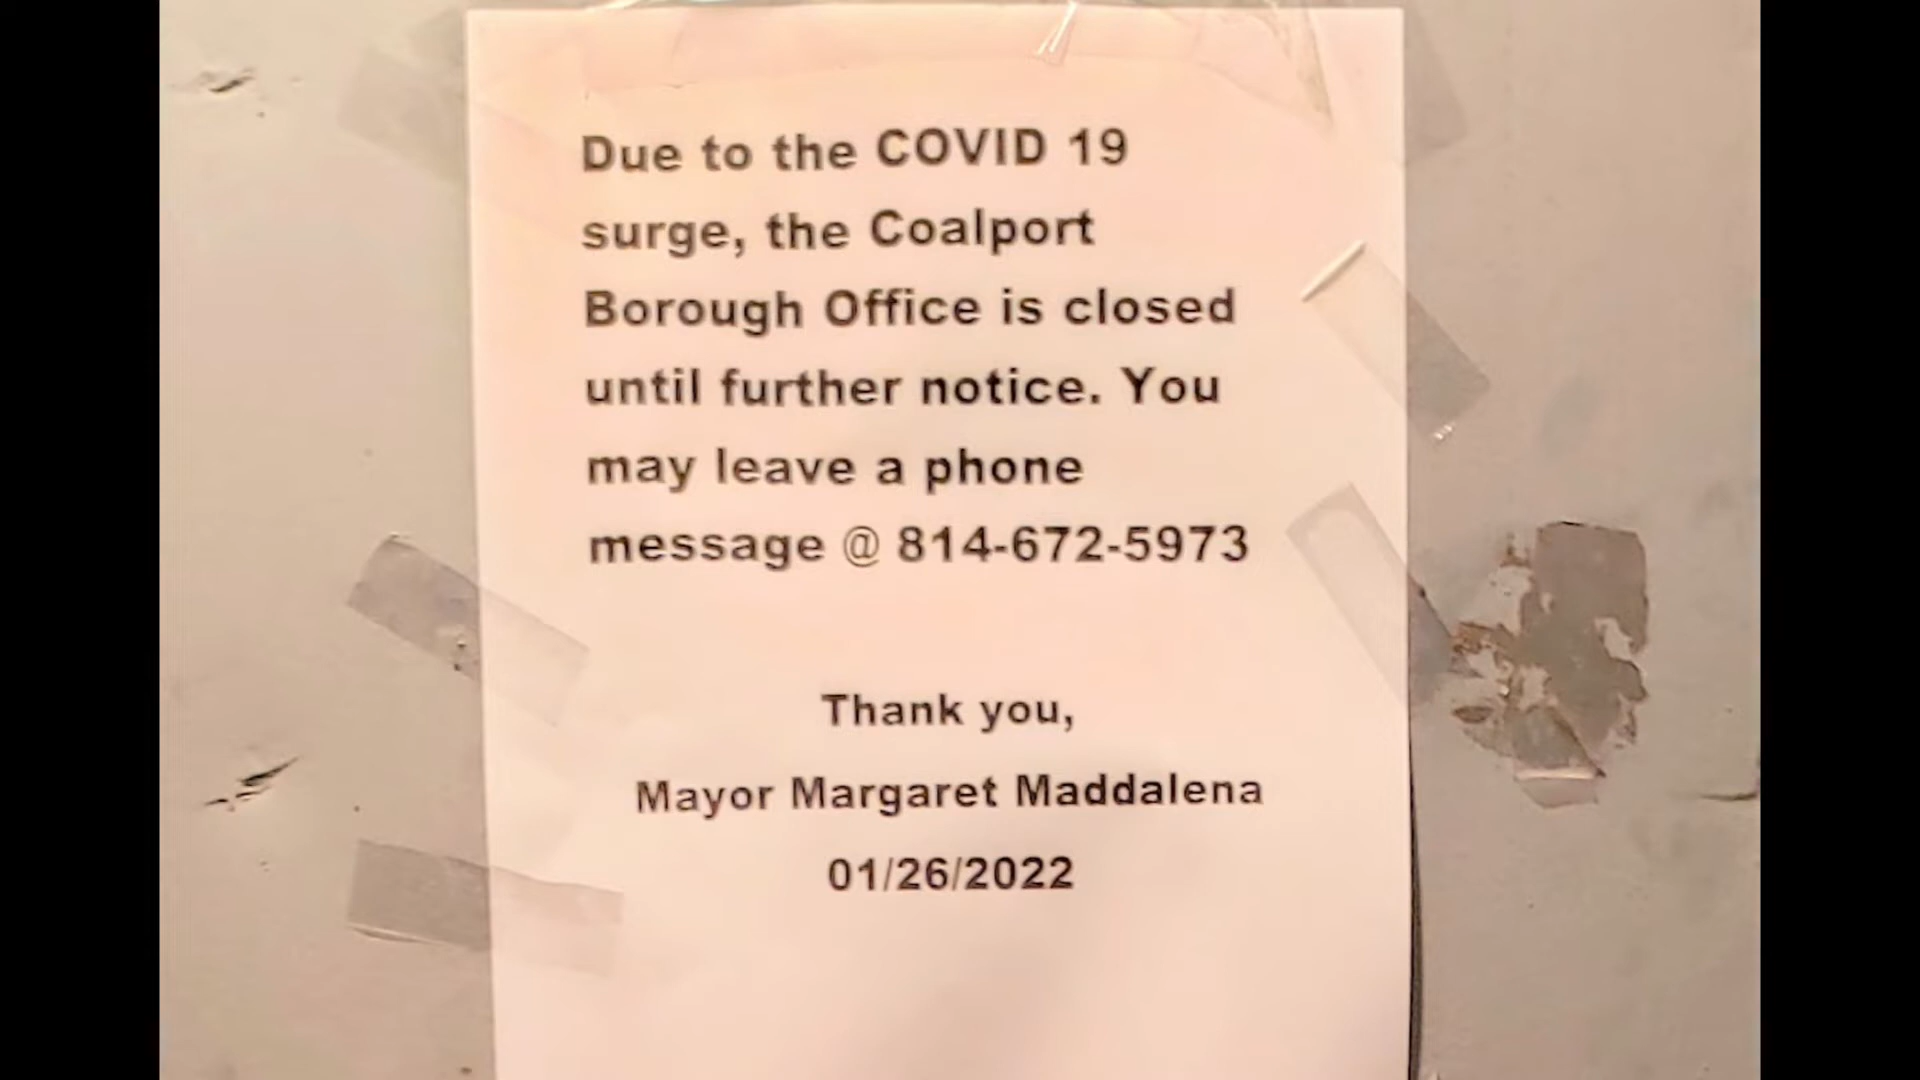 Due to the COVID 19
surge, the Coalport
Borough Office is closed
until further notice. You
may leave a phone
message @ 814-672-5973
Thank you,
Mayor Margaret Maddalena
01/26/2022